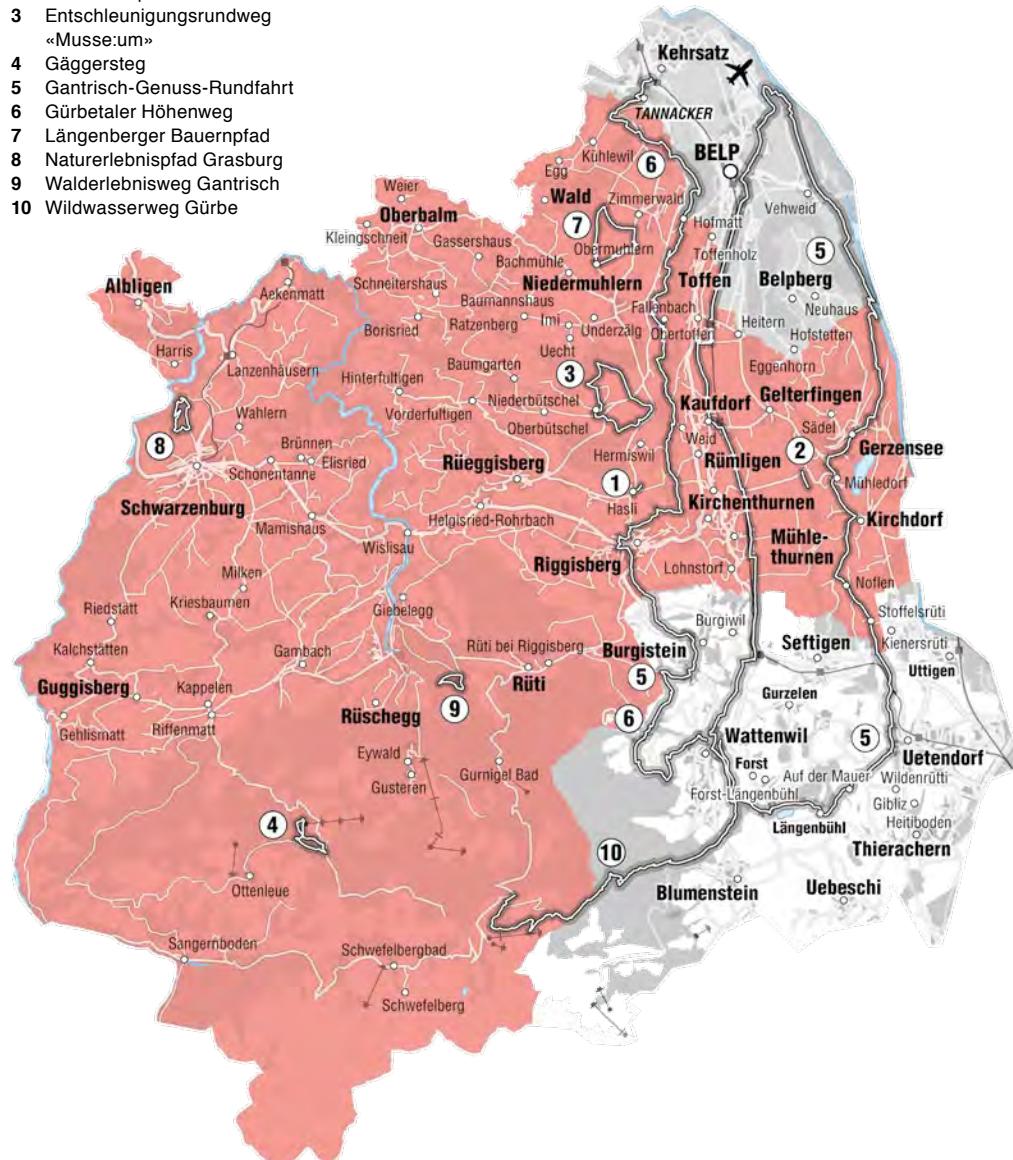 3 Entschleunigungsrundweg
«Musse:um»
4 Gäggersteg
5 Gantrisch-Genuss-Rundfahrt
6 Gürbetaler Höhenweg
7 Längenberger Bauernpfad
8 Naturerlebnispfad Grasburg
9 Walderlebnisweg Gantrisch
10 Wildwasserweg Gürbe
Kehrsatz
TANNACKER
BELP
Kühlewil
6
Egg
Weier
Wald
Zimmerwald
Vehweid
Oberbalm
7
Hofmatt
Kleingschneit
Gassershaus
Obermuhlern
Toffenholz
5
Bachmühle
Albligen
Aekenmatt
Schneitershaus
Niedermuhlern
Toffen
Belpberg
Baumannshaus
Fallenbach
Neuhaus
Borisried
Ratzenberg
Imi
Underzälg
Obertoffen
Heitern
Hofstetten
Harris
Uecht
Eggenhorn
Lanzenhäusern
Hinterfultigen
Baumgarten
3
Gelterfingen
Vorderfultigen
Niederbütschel
Kaufdorf
Wahlern
Oberbütschel
Sädel
8
Brünnen
Hermiswil
Weid
2
Gerzensee
Schönentanne
Elisried
Rüeggisberg
1
Rümligen
Mühledorf
Schwarzenburg
Hasli
Kirchenthurnen
Mamishaus
Helgisried-Rohrbach
Kirchdorf
Wislisau
Riggisberg
Mühle-
thurnen
Lohnstorf
Milken
Noflen
Riedstätt
Kriesbaumen
Giebelegg
Stoffelsrüti
Burgiwil
Kienersrüti
Kalchstätten
Gambach
Rüti bei Riggisberg
Burgistein
Seftigen
Uttigen
Guggisberg
Kappelen
9
Rüti
5
Gurzelen
Rüschegg
6
Gehlismatt
Riffenmatt
Wattenwil
5
Uetendorf
Eywald
Gurnigel Bad
Forst
Auf der Mauer
Wildenrütti
Gusteren
Forst-Längenbühl
Gibliz
Heitiboden
4
Längenbühl
Thierachern
10
Ottenleue
Blumenstein
Uebeschi
Sangernboden
Schwefelbergbad
Schwefelberg